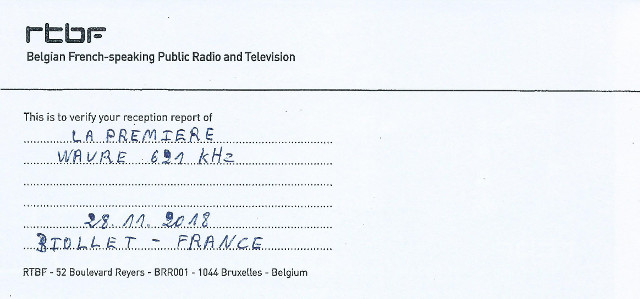 rtbf
Belgian French-speaking Public Radio and Television
This is to verify your reception report of
LA PREMIERE
WAVRE 621 kHz
28.11.2018
BIOLLET - FRANCE
RTBF - 52 Boulevard Reyers - BRR001 - 1044 Bruxelles - Belgium